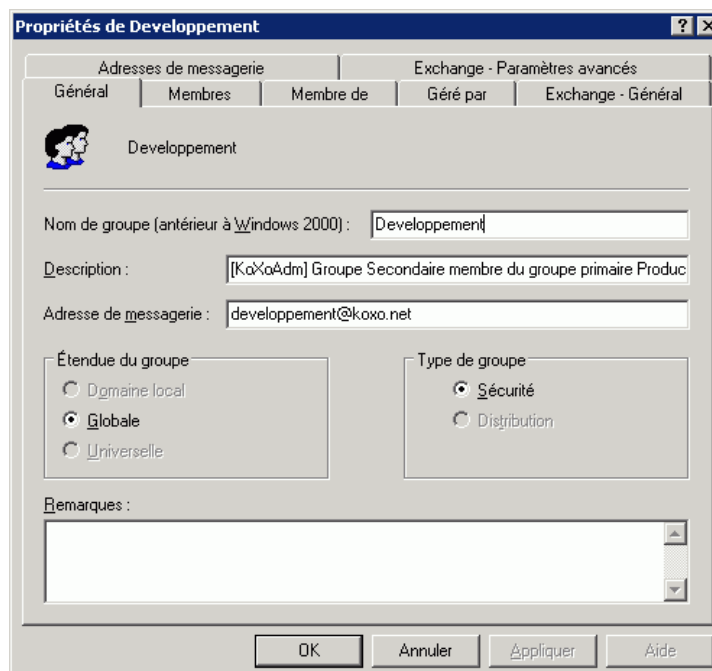 Propriétés de Developpement
Adresses de messagerie
Exchange - Paramètres avancés
Général
Membres
Membre de
Géré par
Exchange - Général
Developpement
Nom de groupe (antérieur à Windows 2000) :
Developpement
Description :
[KoXoAdm] Groupe Secondaire membre du groupe primaire Produc
Adresse de messagerie :
developpement@koxo.net
Étendue du groupe
Domaine local
Globale
Universelle
Type de groupe
Sécurité
Distribution
Remarques :
OK
Annuler
Appliquer
Aide